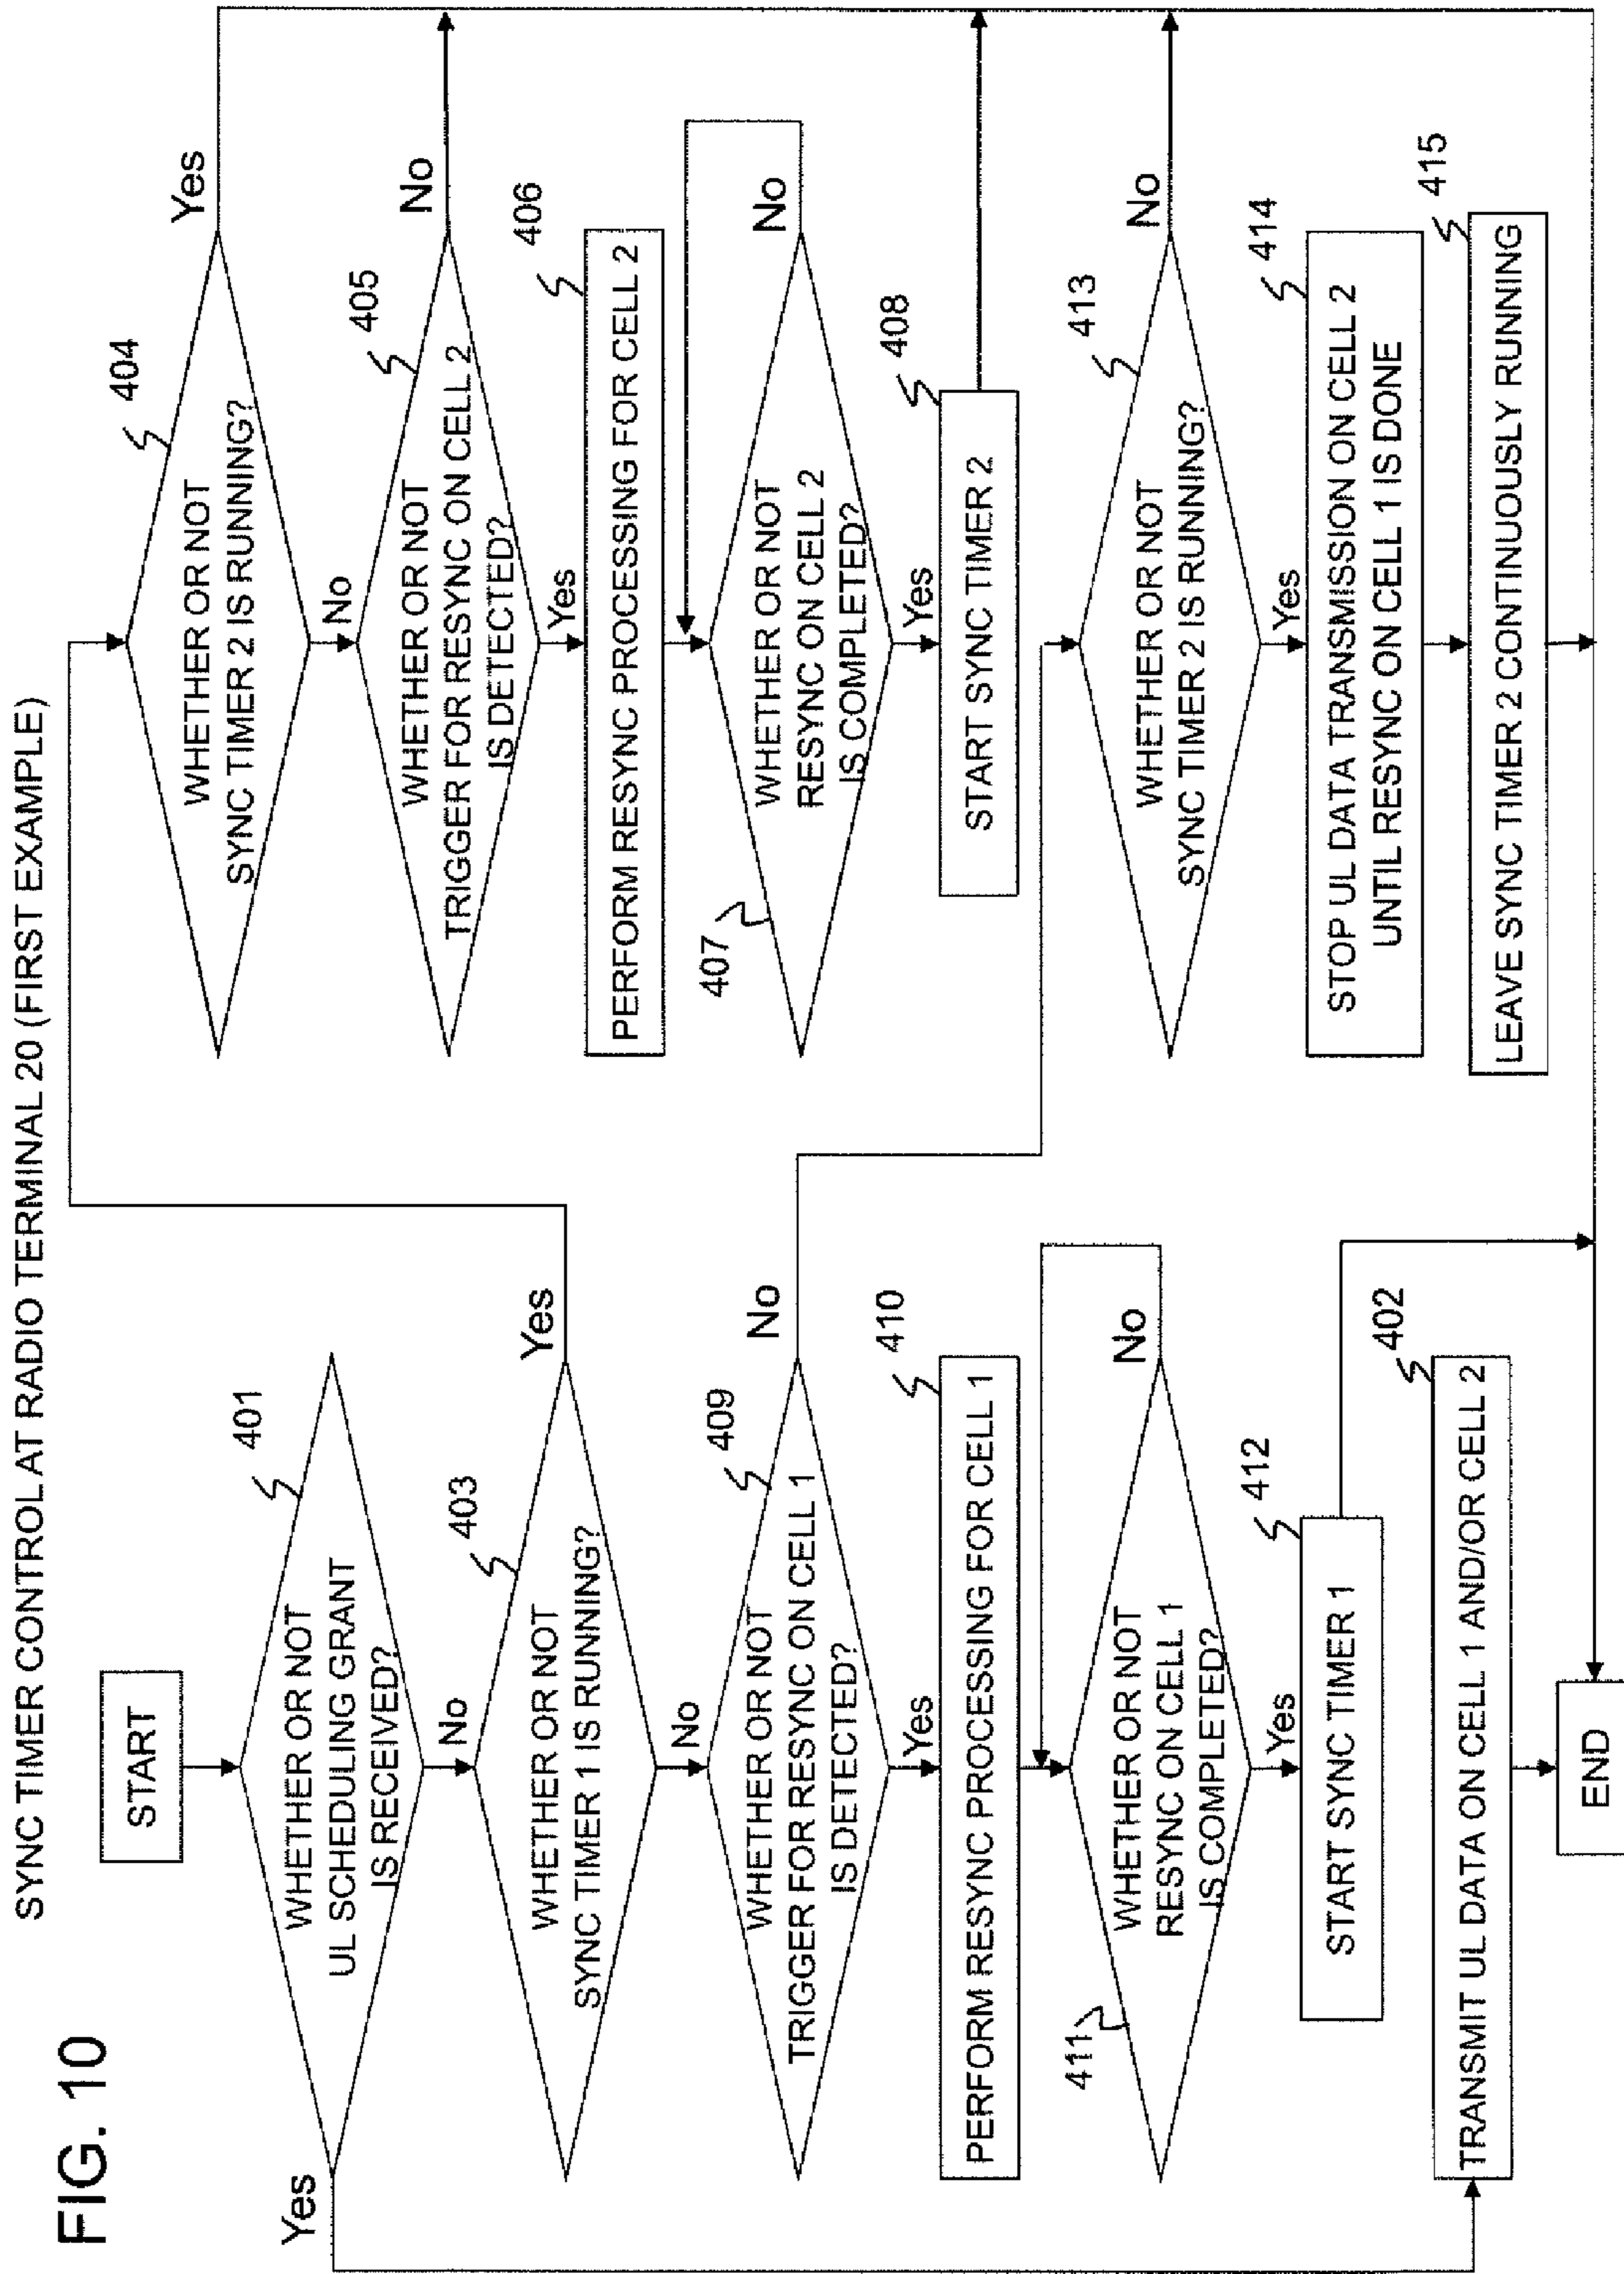 FIG. 10
SYNC TIMER CONTROL AT RADIO TERMINAL 20 (FIRST EXAMPLE)
START
401
WHETHER OR NOT
UL SCHEDULING GRANT
IS RECEIVED?
Yes
No
403
WHETHER OR NOT
SYNC TIMER 1 IS RUNNING?
Yes
No
409
WHETHER OR NOT
TRIGGER FOR RESYNC ON CELL 1
IS DETECTED?
No
Yes
410
PERFORM RESYNC PROCESSING FOR CELL 1
411
WHETHER OR NOT
RESYNC ON CELL 1
IS COMPLETED?
No
Yes
412
START SYNC TIMER 1
402
TRANSMIT UL DATA ON CELL 1 AND/OR CELL 2
END
404
WHETHER OR NOT
SYNC TIMER 2 IS RUNNING?
Yes
No
405
WHETHER OR NOT
TRIGGER FOR RESYNC ON CELL 2
IS DETECTED?
No
Yes
406
PERFORM RESYNC PROCESSING FOR CELL 2
407
WHETHER OR NOT
RESYNC ON CELL 2
IS COMPLETED?
No
Yes
408
START SYNC TIMER 2
413
WHETHER OR NOT
SYNC TIMER 2 IS RUNNING?
No
Yes
414
STOP UL DATA TRANSMISSION ON CELL 2
UNTIL RESYNC ON CELL 1 IS DONE
415
LEAVE SYNC TIMER 2 CONTINUOUSLY RUNNING